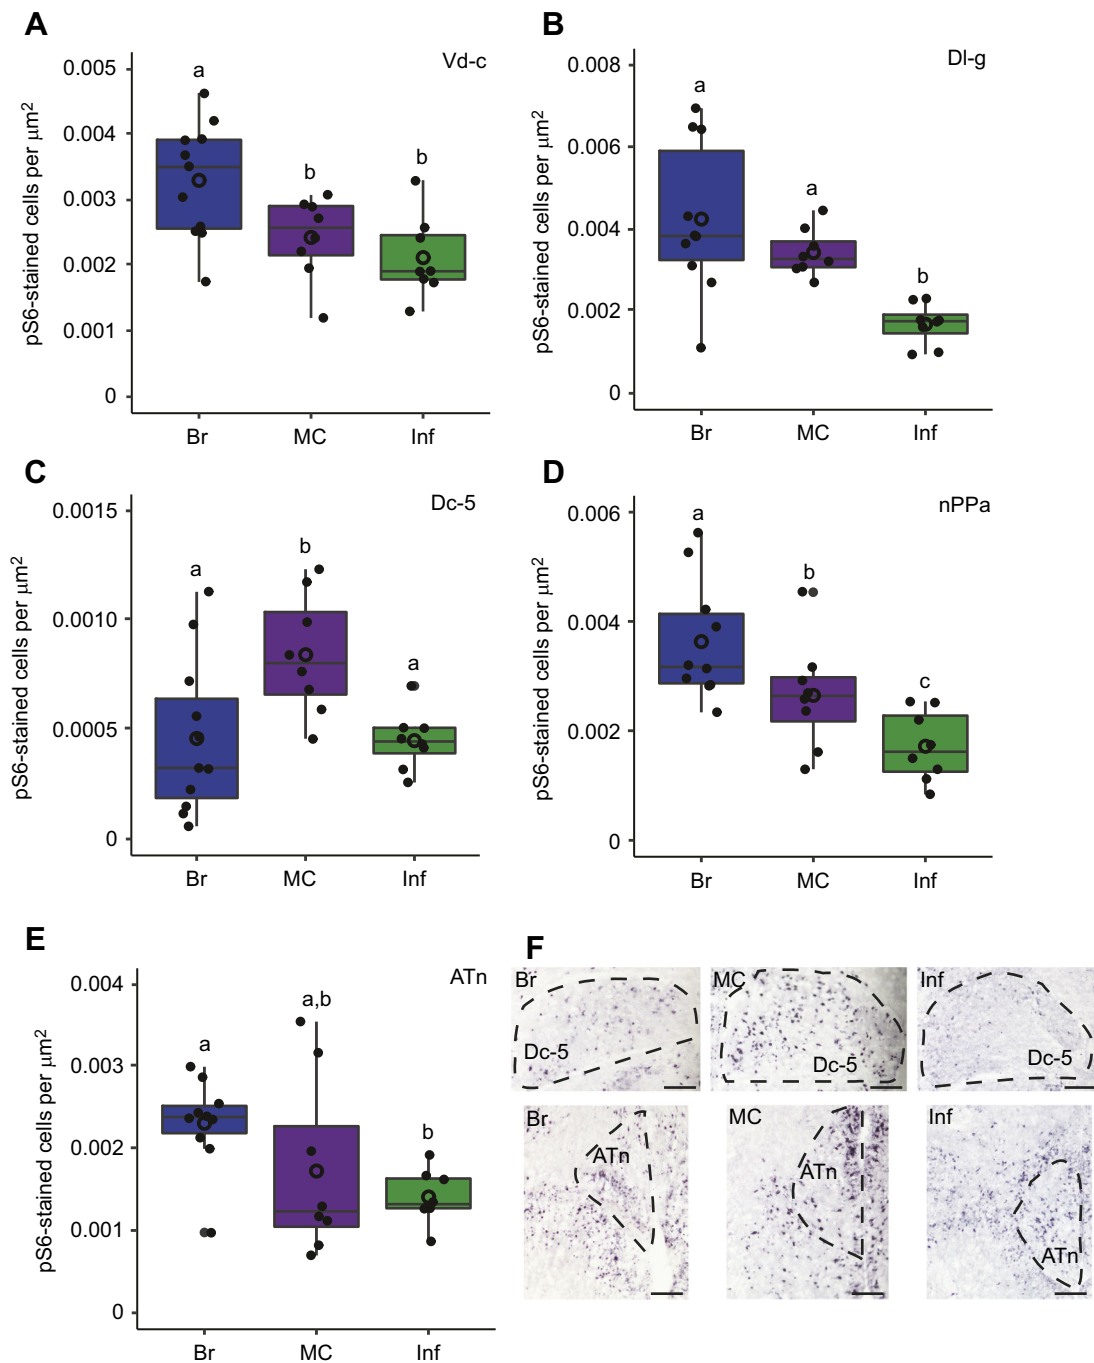 A
Vd-c
pS6-stained cells per μm²
0.005
0.004
0.003
0.002
0.001
0
a
b
b
Br MC Inf
B
Dl-g
pS6-stained cells per μm²
0.008
0.006
0.004
0.002
0
a
a
b
Br MC Inf
C
Dc-5
pS6-stained cells per μm²
0.0015
0.0010
0.0005
0
a
b
a
Br MC Inf
D
nPPa
pS6-stained cells per μm²
0.006
0.004
0.002
0
a
b
c
Br MC Inf
E
ATn
pS6-stained cells per μm²
0.004
0.003
0.002
0.001
0
a
a,b
b
Br MC Inf
F
Br MC Inf
Dc-5 Dc-5 Dc-5
Br MC Inf
ATn ATn ATn